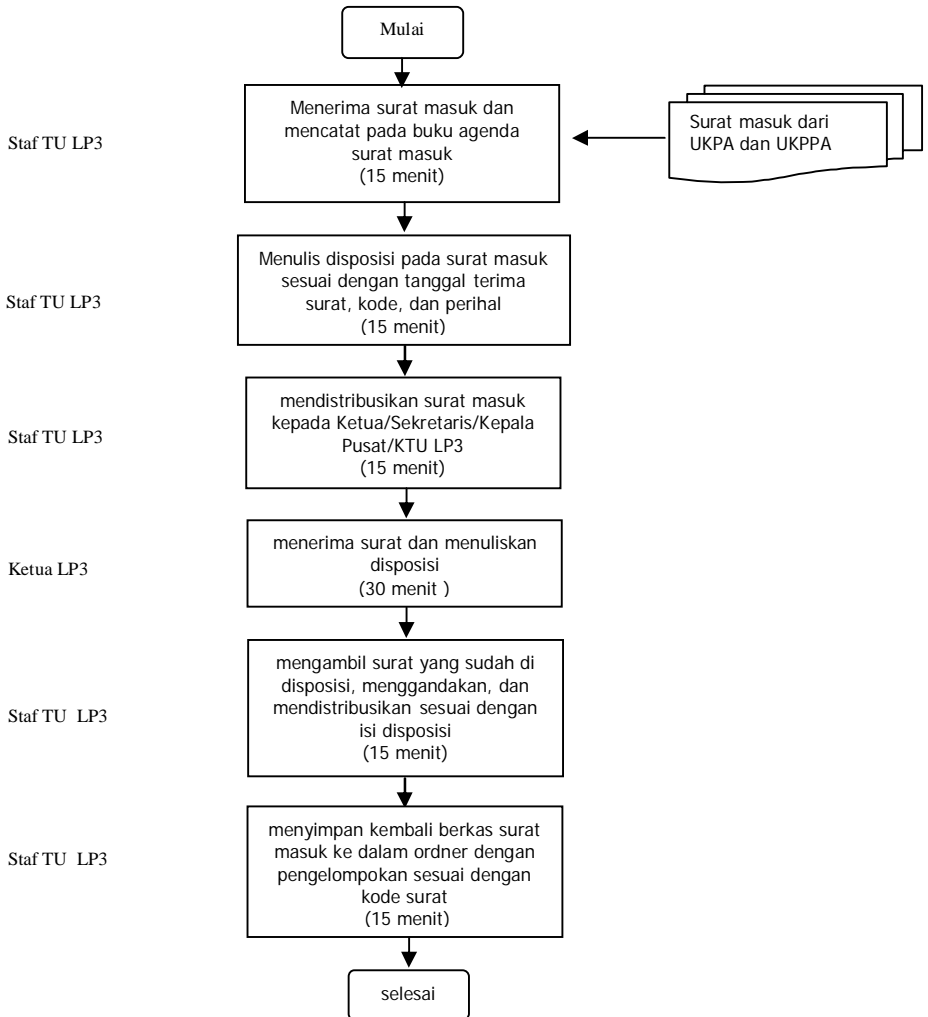 Mulai
Staf TU LP3
Menerima surat masuk dan
mencatat pada buku agenda
surat masuk
(15 menit)
Surat masuk dari
UKPA dan UKPPA
Staf TU LP3
Menulis disposisi pada surat masuk
sesuai dengan tanggal terima
surat, kode, dan perihal
(15 menit)
Staf TU LP3
mendistribusikan surat masuk
kepada Ketua/Sekretaris/Kepala
Pusat/KTU LP3
(15 menit)
Ketua LP3
menerima surat dan menuliskan
disposisi
(30 menit )
Staf TU  LP3
mengambil surat yang sudah di
disposisi, menggandakan, dan
mendistribusikan sesuai dengan
isi disposisi
(15 menit)
Staf TU  LP3
menyimpan kembali berkas surat
masuk ke dalam ordner dengan
pengelompokan sesuai dengan
kode surat
(15 menit)
selesai